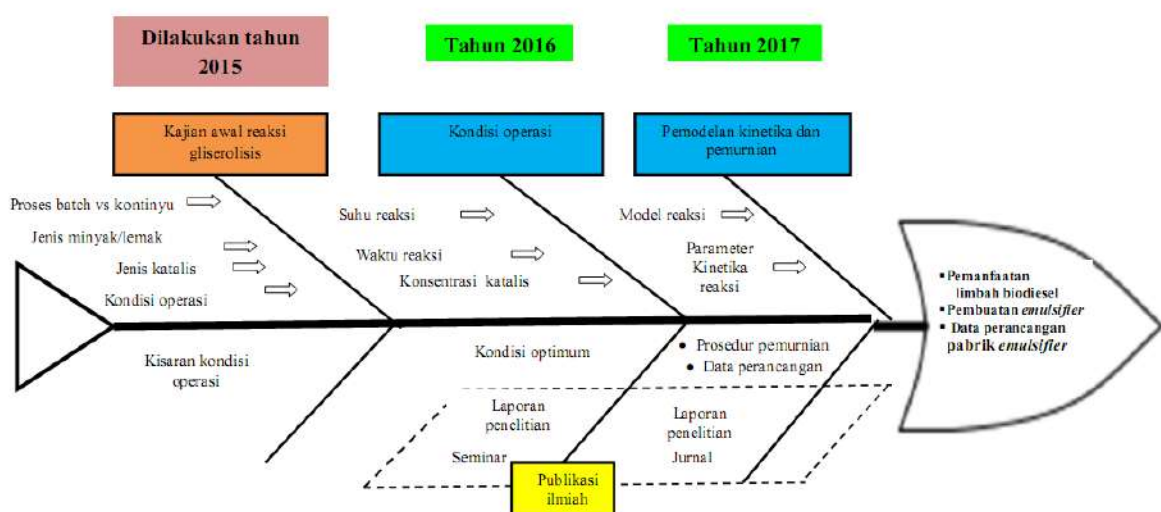 Dilakukan tahun
2015
Tahun 2016
Tahun 2017
Kajian awal reaksi
gliserolisis
Kondisi operasi
Pemodelan kinetika dan
pemurnian
Proses batch vs kontinyu
Jenis minyak/lemak
Jenis katalis
Kondisi operasi
Suhu reaksi
Waktu reaksi
Konsentrasi katalis
Model reaksi
Parameter
Kinetika
reaksi
▪ Pemanfaatan
limbah biodiesel
▪ Pembuatan emulsifier
▪ Data perancangan
pabrik emulsifier
Kisaran kondisi
operasi
Kondisi optimum
• Prosedur pemurnian
• Data perancangan
Laporan
penelitian
Seminar
Laporan
penelitian
Jurnal
Publikasi
ilmiah